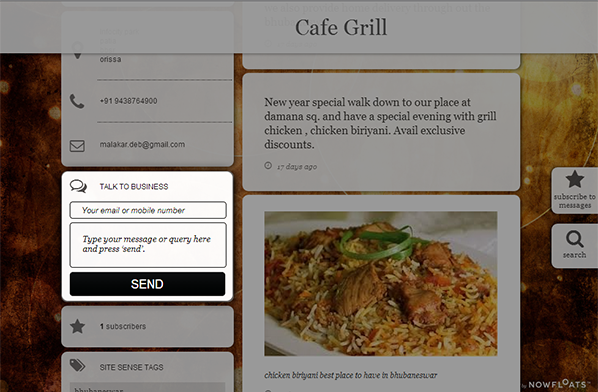 Cafe Grill
orissa
+91 9438764900
malakar.deb@gmail.com
TALK TO BUSINESS
Your email or mobile number
Type your message or query here
and press 'send'.
SEND
1 subscribers
SITE SENSE TAGS
bhubaneswar
New year special walk down to our place at
damana sq. and have a special evening with grill
chicken , chicken biriyani. Avail exclusive
discounts.
17 days ago
chicken biriyani best place to have in bhubaneswar
subscribe to
messages
search
by NOWFLOATS